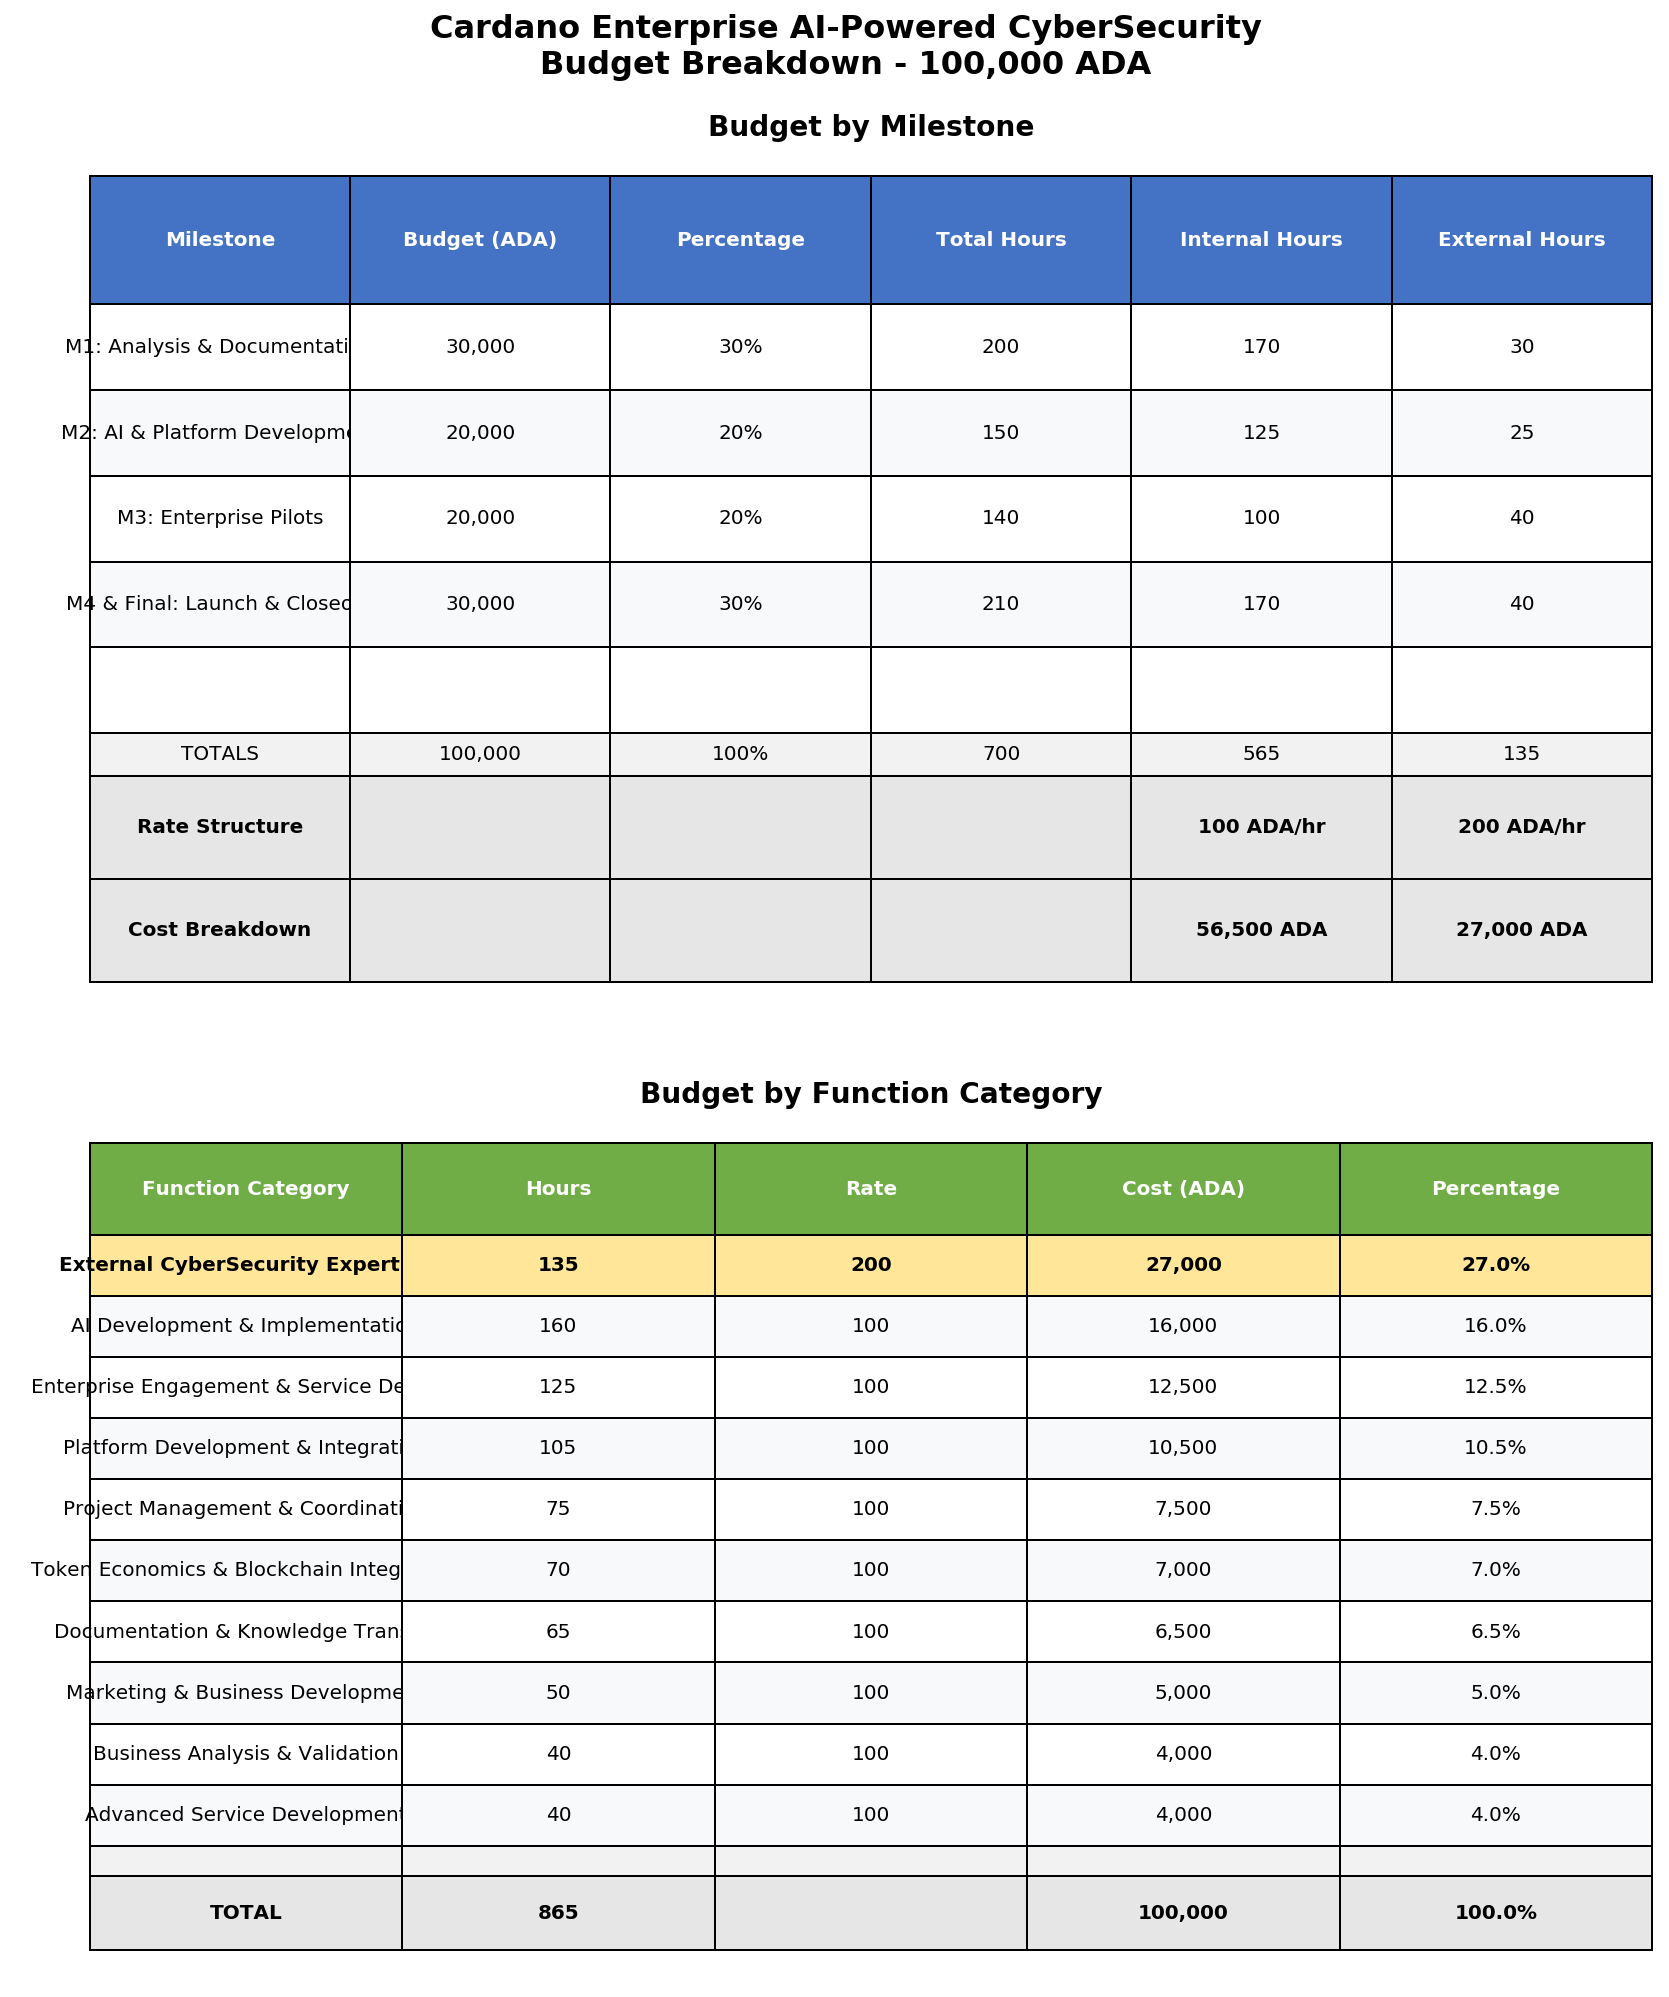 Cardano Enterprise AI-Powered CyberSecurity
Budget Breakdown - 100,000 ADA
Budget by Milestone
Milestone Budget (ADA) Percentage Total Hours Internal Hours External Hours
M1: Analysis & Documentati 30,000 30% 200 170 30
M2: AI & Platform Developme 20,000 20% 150 125 25
M3: Enterprise Pilots 20,000 20% 140 100 40
M4 & Final: Launch & Closeo 30,000 30% 210 170 40
TOTALS 100,000 100% 700 565 135
Rate Structure 100 ADA/hr 200 ADA/hr
Cost Breakdown 56,500 ADA 27,000 ADA
Budget by Function Category
Function Category Hours Rate Cost (ADA) Percentage
External CyberSecurity Expert 135 200 27,000 27.0%
AI Development & Implementatio 160 100 16,000 16.0%
Enterprise Engagement & Service De 125 100 12,500 12.5%
Platform Development & Integrati 105 100 10,500 10.5%
Project Management & Coordinati 75 100 7,500 7.5%
Token Economics & Blockchain Integ 70 100 7,000 7.0%
Documentation & Knowledge Trans 65 100 6,500 6.5%
Marketing & Business Developme 50 100 5,000 5.0%
Business Analysis & Validation 40 100 4,000 4.0%
Advanced Service Development 40 100 4,000 4.0%
TOTAL 865 100,000 100.0%